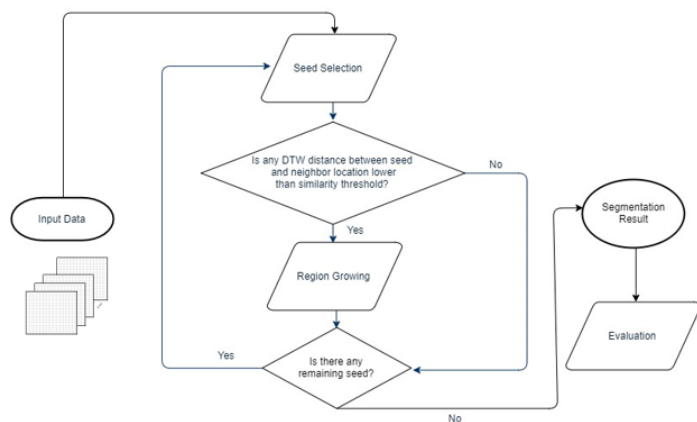 Seed Selection
Is any DTW distance between seed
and neighbor location lower
than similarity threshold?
No
Yes
Input Data
Region Growing
Segmentation
Result
Evaluation
Is there any
remaining seed?
Yes
No